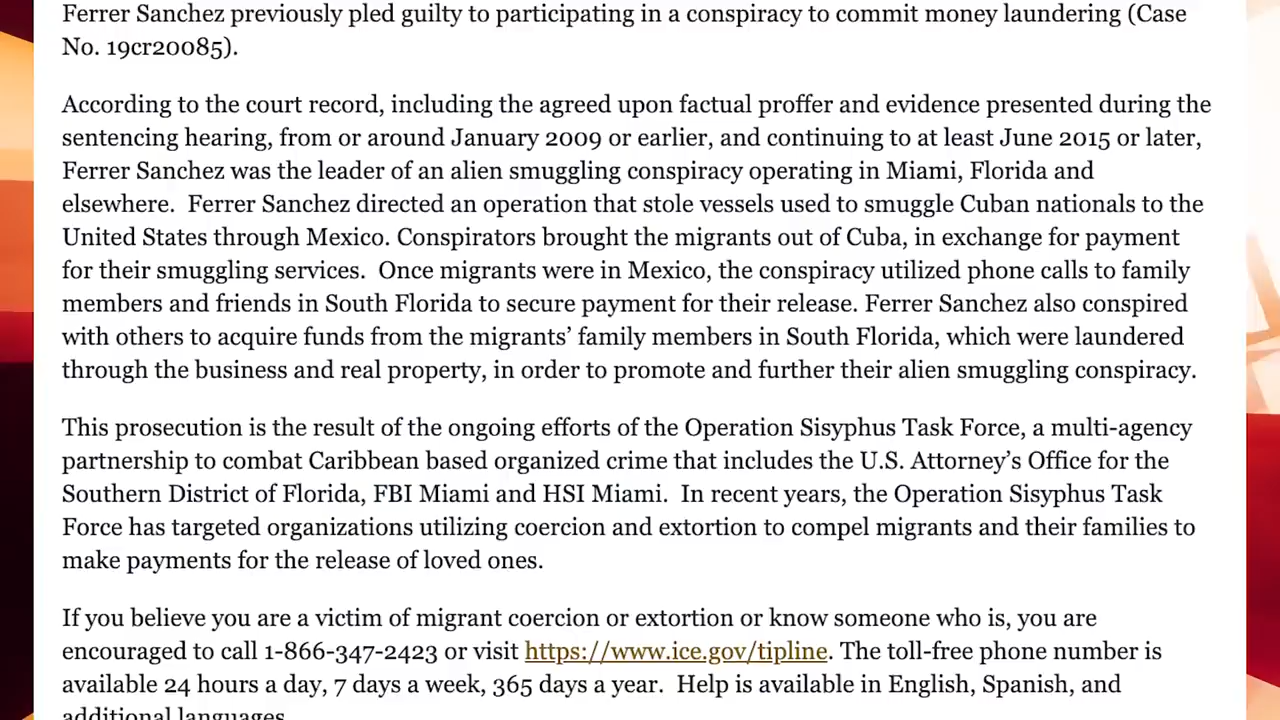 Ferrer Sanchez previously pled guilty to participating in a conspiracy to commit money laundering (Case
No. 19cr20085).
According to the court record, including the agreed upon factual proffer and evidence presented during the
sentencing hearing, from or around January 2009 or earlier, and continuing to at least June 2015 or later,
Ferrer Sanchez was the leader of an alien smuggling conspiracy operating in Miami, Florida and
elsewhere.  Ferrer Sanchez directed an operation that stole vessels used to smuggle Cuban nationals to the
United States through Mexico. Conspirators brought the migrants out of Cuba, in exchange for payment
for their smuggling services.  Once migrants were in Mexico, the conspiracy utilized phone calls to family
members and friends in South Florida to secure payment for their release. Ferrer Sanchez also conspired
with others to acquire funds from the migrants’ family members in South Florida, which were laundered
through the business and real property, in order to promote and further their alien smuggling conspiracy.
This prosecution is the result of the ongoing efforts of the Operation Sisyphus Task Force, a multi-agency
partnership to combat Caribbean based organized crime that includes the U.S. Attorney’s Office for the
Southern District of Florida, FBI Miami and HSI Miami.  In recent years, the Operation Sisyphus Task
Force has targeted organizations utilizing coercion and extortion to compel migrants and their families to
make payments for the release of loved ones.
If you believe you are a victim of migrant coercion or extortion or know someone who is, you are
encouraged to call 1-866-347-2423 or visit https://www.ice.gov/tipline. The toll-free phone number is
available 24 hours a day, 7 days a week, 365 days a year.  Help is available in English, Spanish, and
additional languages